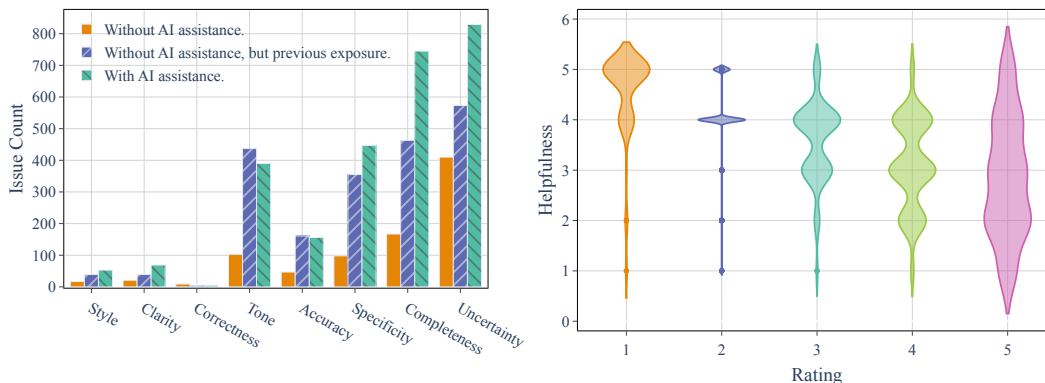 Without AI assistance.
Without AI assistance, but previous exposure.
With AI assistance.
Issue Count
800
700
600
500
400
300
200
100
0
Style
Clarity
Correctness
Tone
Accuracy
Specificity
Completeness
Uncertainty
Helpfulness
6
5
4
3
2
1
0
1
2
3
4
5
Rating